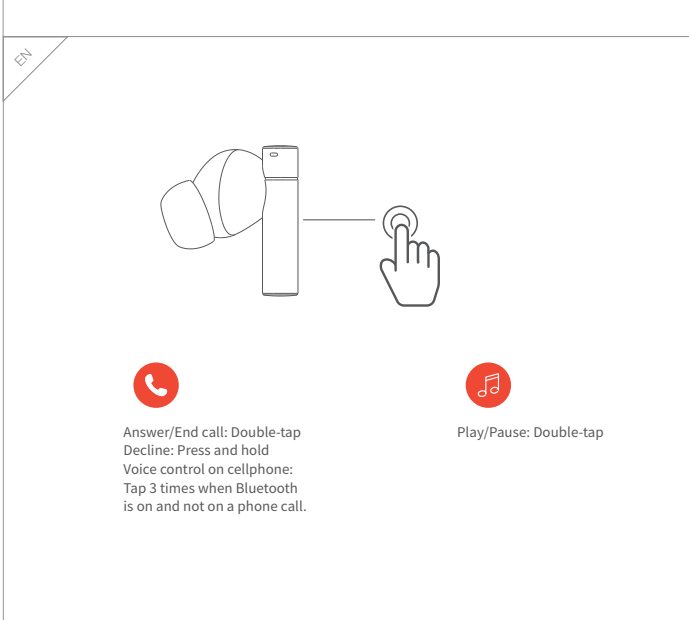 EN
Answer/End call: Double-tap
Decline: Press and hold
Voice control on cellphone:
Tap 3 times when Bluetooth
is on and not on a phone call.
Play/Pause: Double-tap